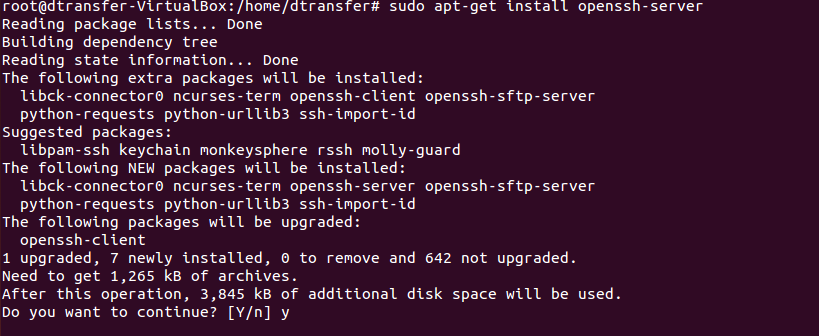 root@dtransfer-VirtualBox:/home/dtransfer# sudo apt-get install openssh-server
Reading package lists... Done
Building dependency tree
Reading state information... Done
The following extra packages will be installed:
  libck-connector0 ncurses-term openssh-client openssh-sftp-server
  python-requests python-urllib3 ssh-import-id
Suggested packages:
  libpam-ssh keychain monkeysphere rssh molly-guard
The following NEW packages will be installed:
  libck-connector0 ncurses-term openssh-server openssh-sftp-server
  python-requests python-urllib3 ssh-import-id
The following packages will be upgraded:
  openssh-client
1 upgraded, 7 newly installed, 0 to remove and 642 not upgraded.
Need to get 1,265 kB of archives.
After this operation, 3,845 kB of additional disk space will be used.
Do you want to continue? [Y/n] y